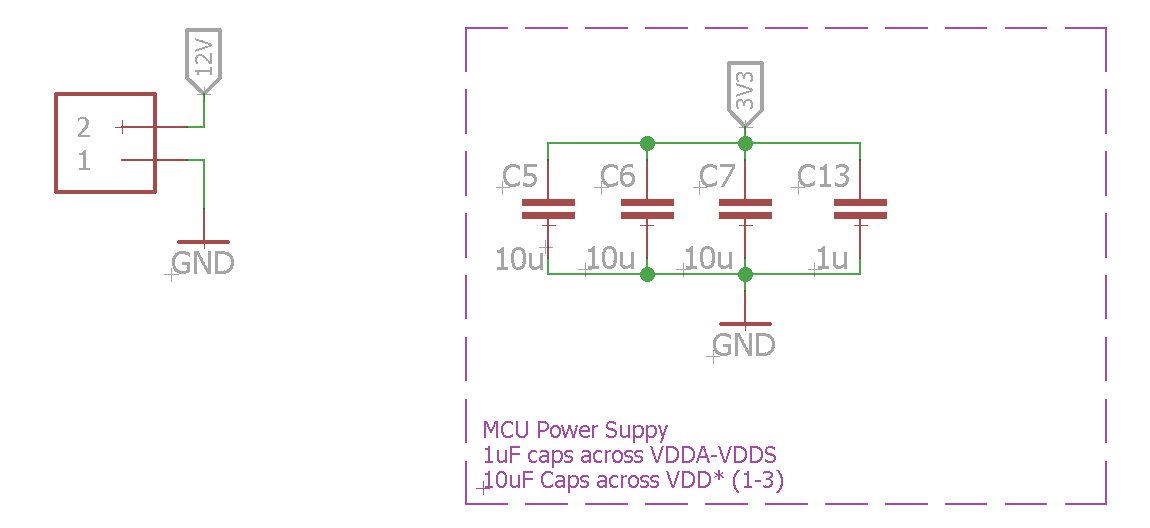 12V
2
1
GND
3V3
C5 C6 C7 C13
10u 10u 10u 1u
GND
MCU Power Suppy
1uF caps across VDDA-VDDS
10uF Caps across VDD* (1-3)